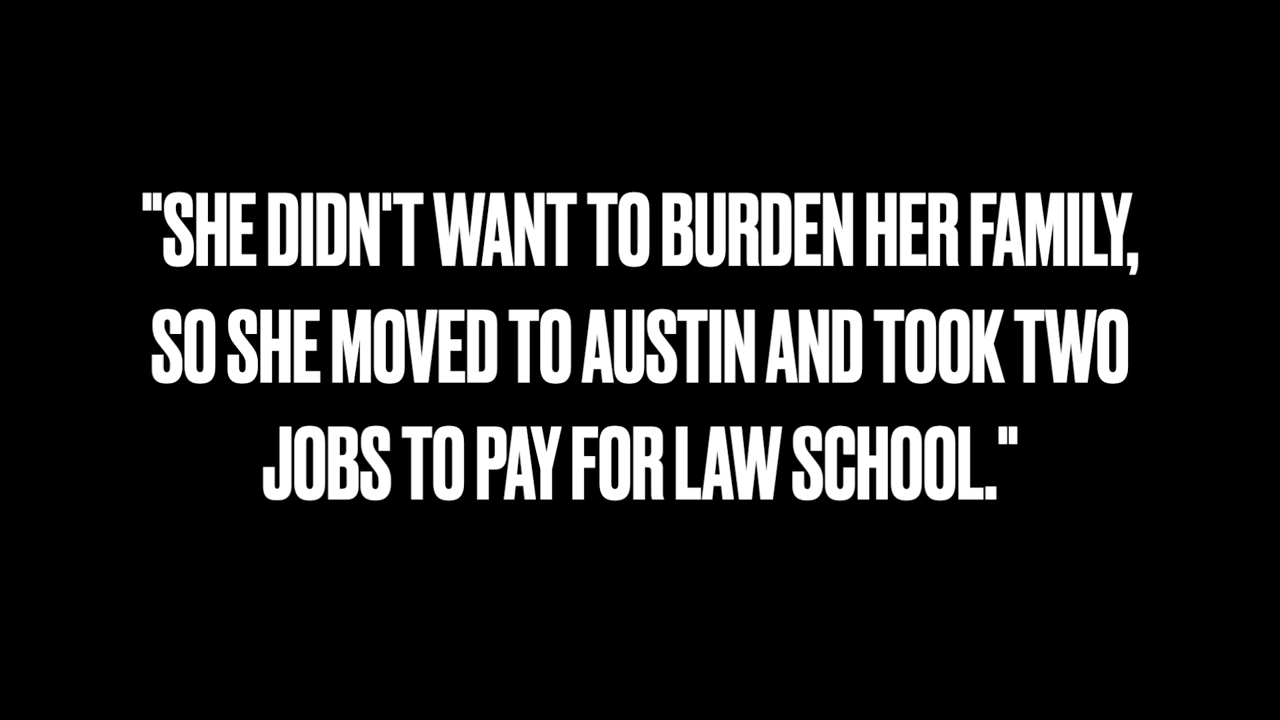 "SHE DIDN'T WANT TO BURDEN HER FAMILY,
SO SHE MOVED TO AUSTIN AND TOOK TWO
JOBS TO PAY FOR LAW SCHOOL."